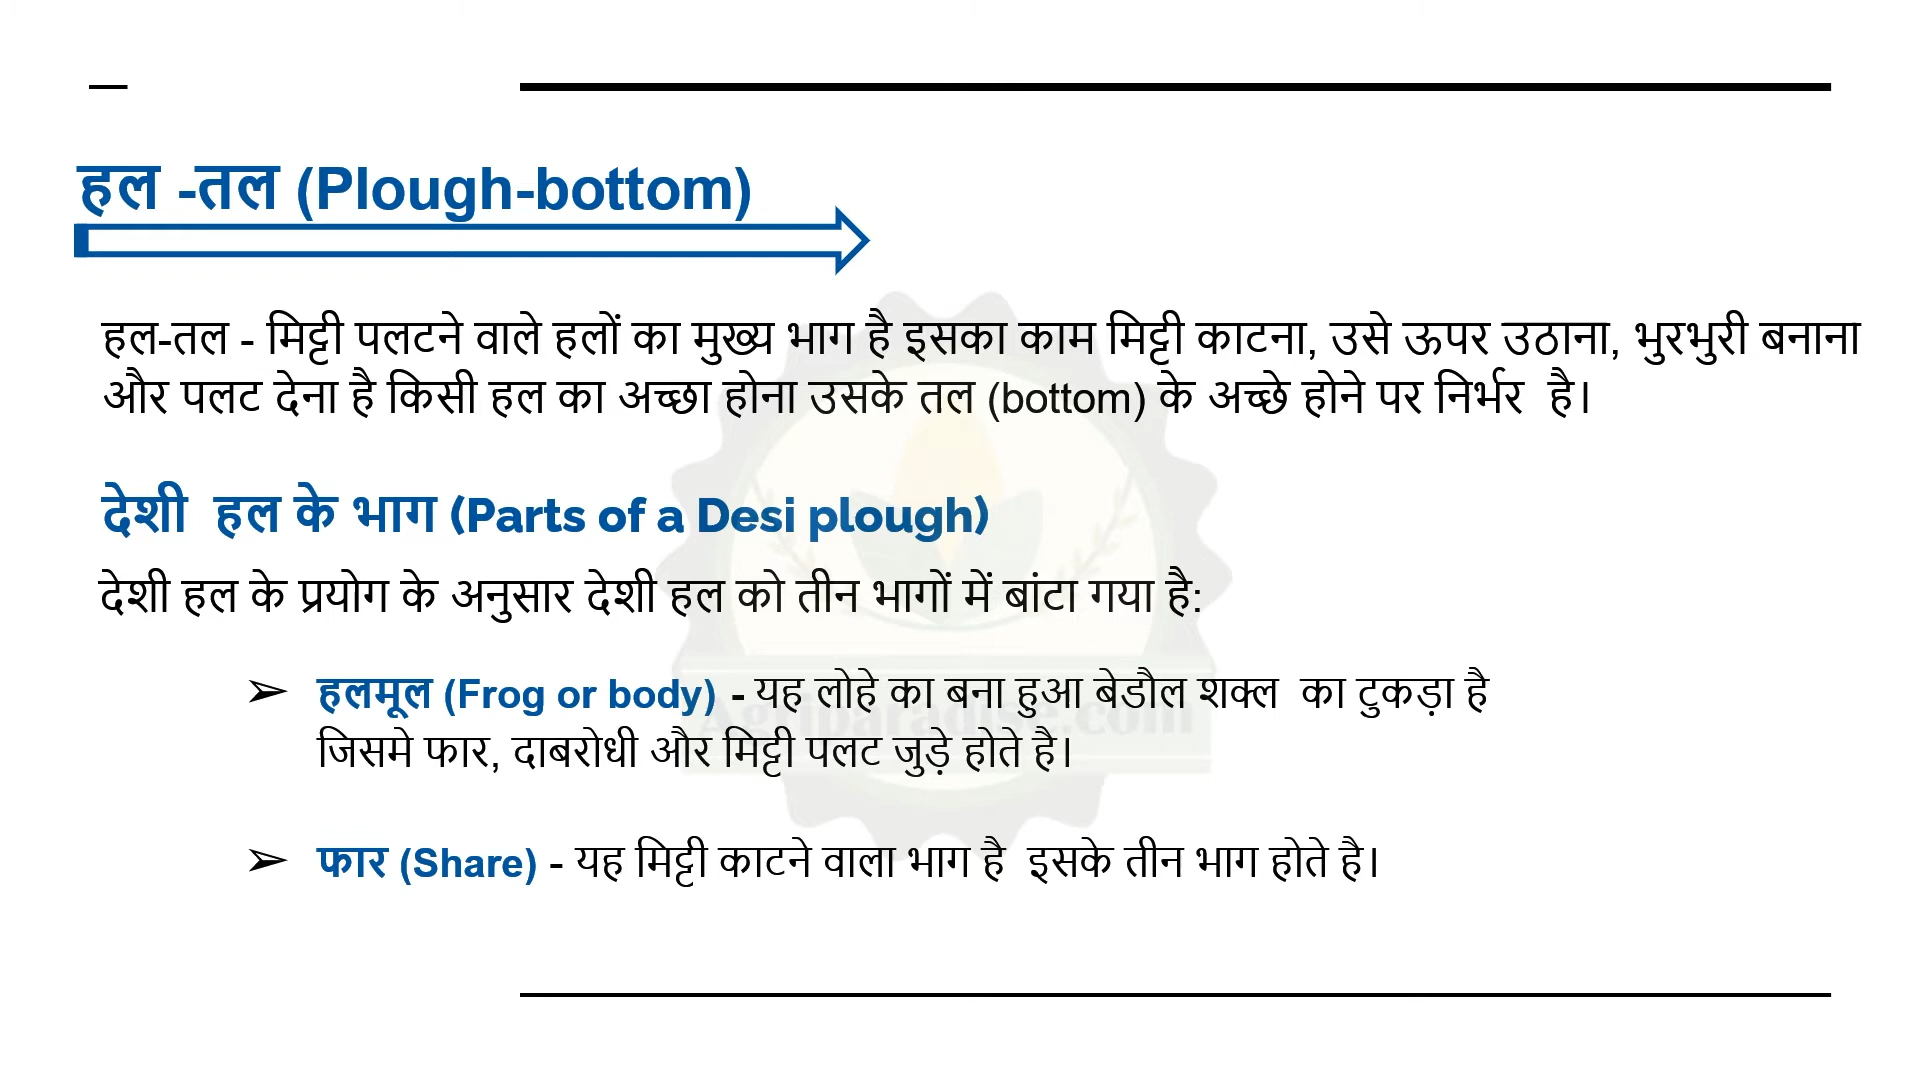 हल -तल (Plough-bottom)
हल-तल - मिट्टी पलटने वाले हलों का मुख्य भाग है इसका काम मिट्टी काटना, उसे ऊपर उठाना, भुरभुरी बनाना
और पलट देना है किसी हल का अच्छा होना उसके तल (bottom) के अच्छे होने पर निर्भर है।
देशी हल के भाग (Parts of a Desi plough)
देशी हल के प्रयोग के अनुसार देशी हल को तीन भागों में बांटा गया है:
➢ हलमूल (Frog or body) - यह लोहे का बना हुआ बेडौल शक्ल का टुकड़ा है
जिसमे फार, दाबरोधी और मिट्टी पलट जुड़े होते है।
Agriparadise.com
➢ फार (Share) - यह मिट्टी काटने वाला भाग है इसके तीन भाग होते है।